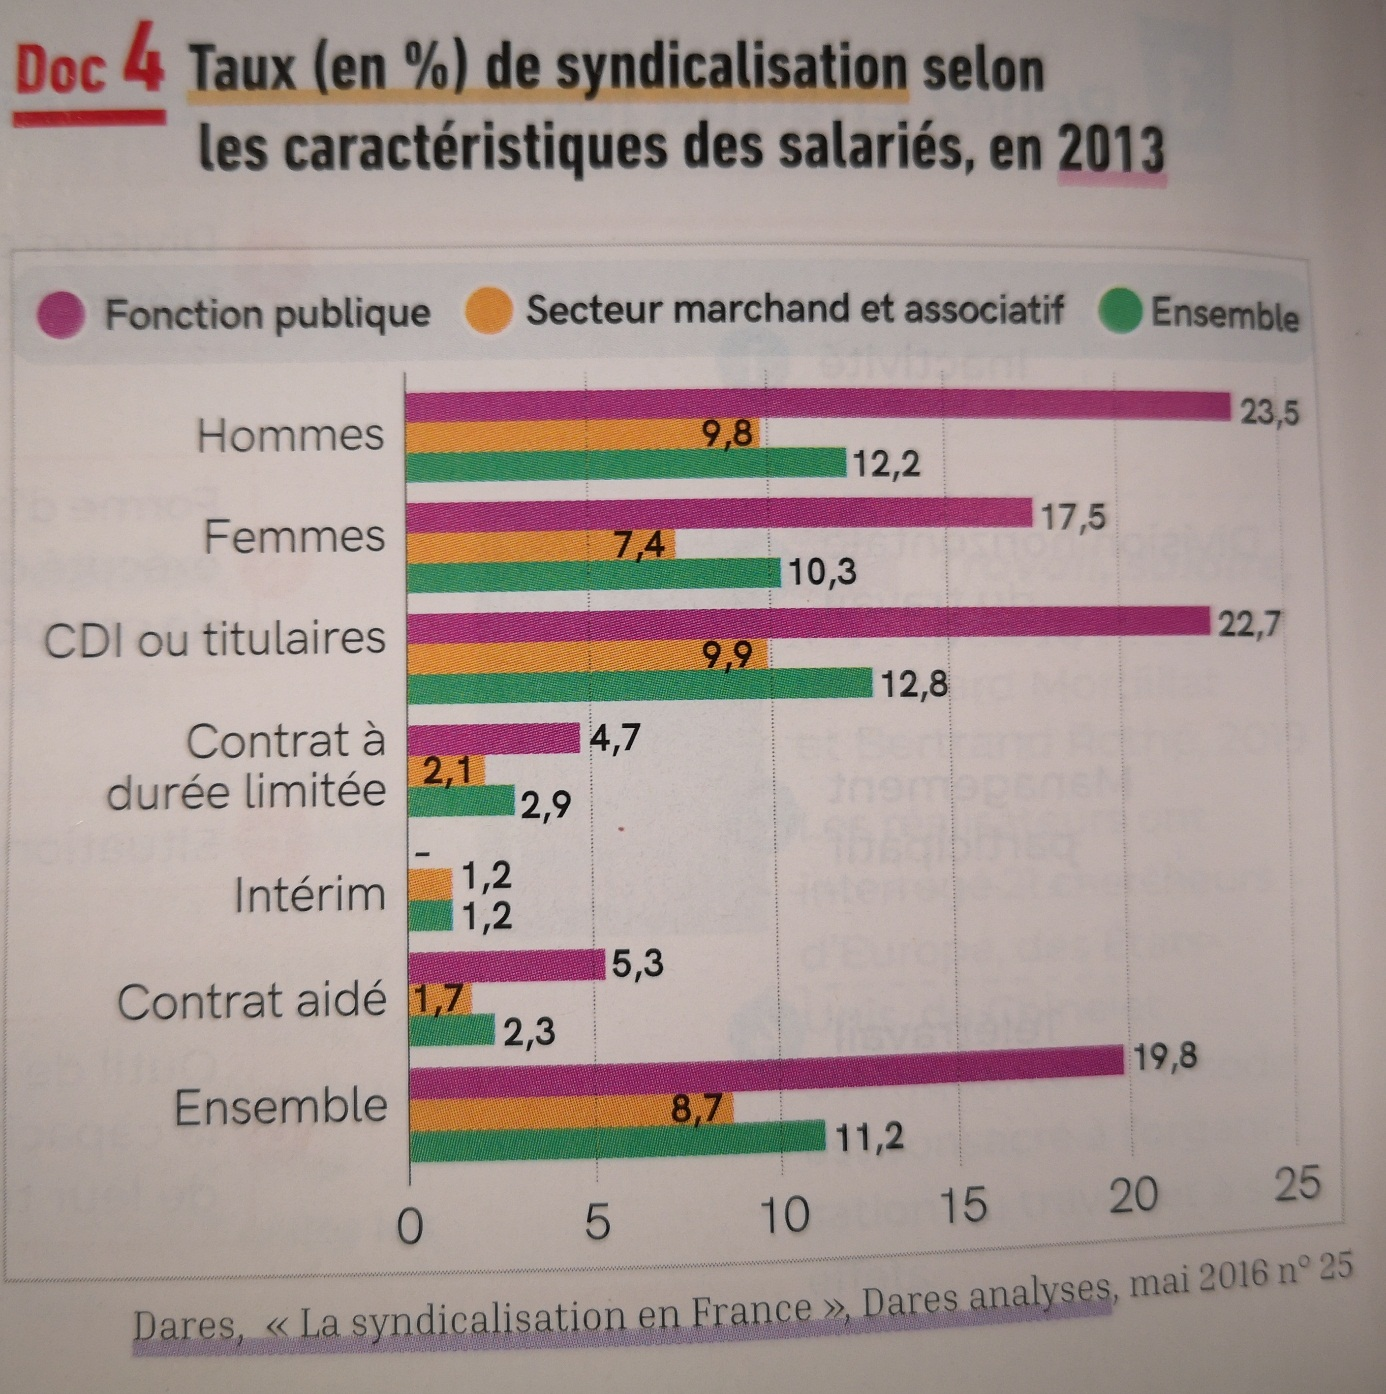 Doc 4 Taux (en %) de syndicalisation selon
les caractéristiques des salariés, en 2013
Fonction publique Secteur marchand et associatif Ensemble
Hommes
23,5
9,8
12,2
Femmes
17,5
7,4
10,3
CDI ou titulaires
22,7
9,9
12,8
Contrat à
durée limitée
4,7
2,1
2,9
Intérim
–
1,2
1,2
Contrat aidé
5,3
1,7
2,3
Ensemble
19,8
8,7
11,2
0 5 10 15 20 25
Dares, « La syndicalisation en France », Dares analyses, mai 2016 n° 25